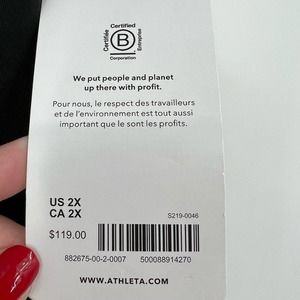 Certified
Certifiée
B
Entreprise
Corporation
We put people and planet
up there with profit.
Pour nous, le respect des travailleurs
et de l'environnement est tout aussi
important que le sont les profits.
US 2X
CA 2X
S219-0046
$119.00
882675-00-2-0007 500088914270
WWW.ATHLETA.COM